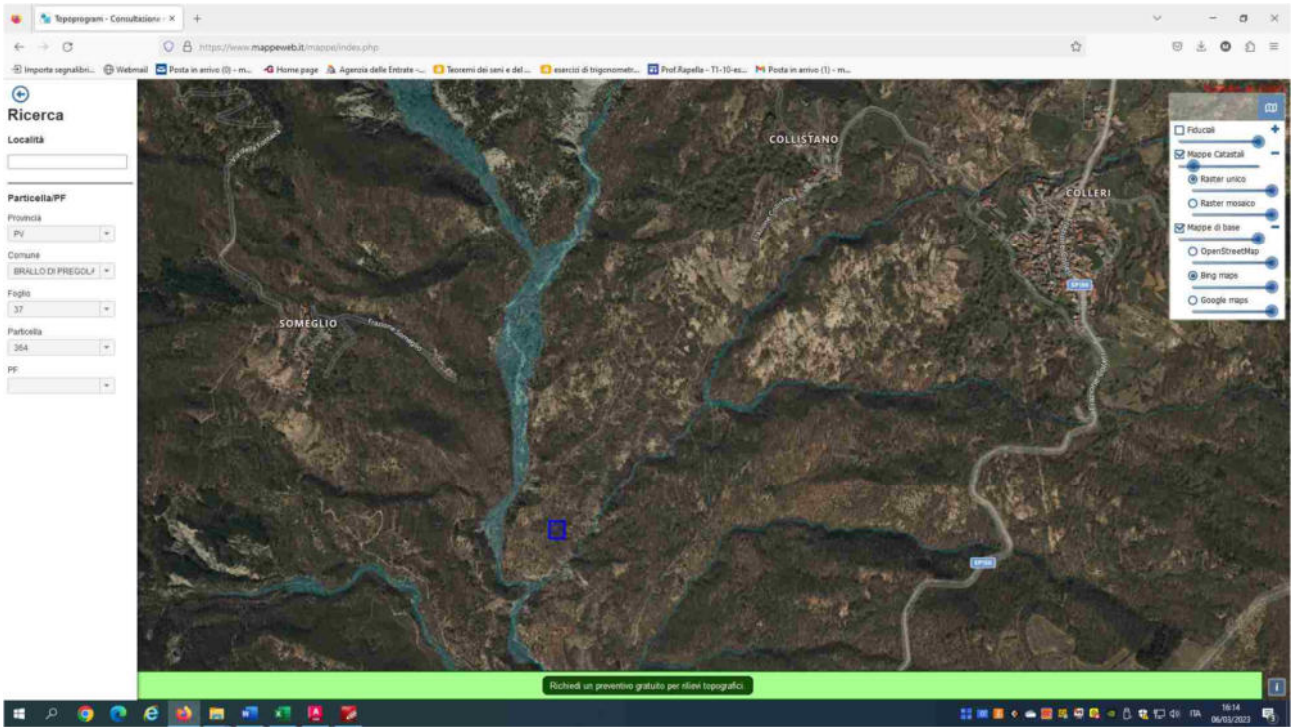 Topoprogram - Consultazione
https://www.mappeweb.it/mappe/index.php
Importa segnalibri...
Webmail
Posta in arrivo (0) - m...
Home page
Agenzia delle Entrate -...
Teoremi dei seni e del ...
esercizi di trigonometr...
Prof.Rapella - T1-10-es...
Posta in arrivo (1) - m...
Ricerca
Località
Particella/PF
Provincia
PV
Comune
BRALLO DI PREGOLA
Foglio
37
Particella
364
PF
COLLISTANO
COLLERI
SOMEGLIO
Frazione Someglio
SP186
Fiduciali
Mappe Catastali
Raster unico
Raster mosaico
Mappe di base
OpenStreetMap
Bing maps
Google maps
Richiedi un preventivo gratuito per rilievi topografici.
ITA
16:14
06/03/2023